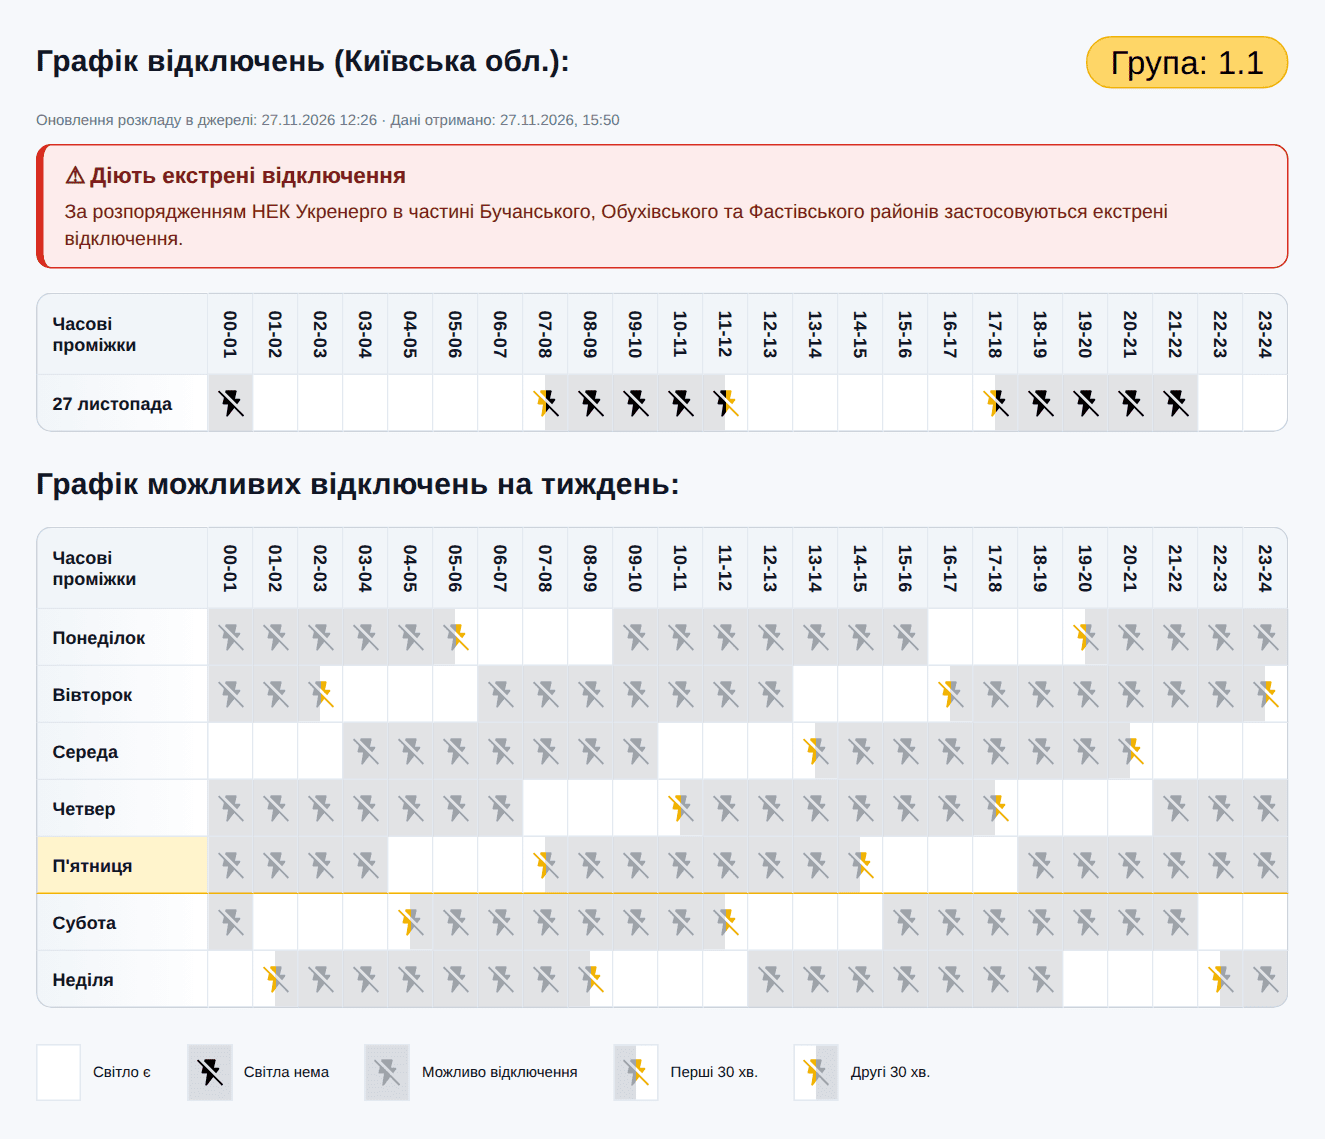 Графік відключень (Київська обл.):
Група: 1.1
Оновлення розкладу в джерелі: 27.11.2026 12:26 · Дані отримано: 27.11.2026, 15:50
⚠ Діють екстрені відключення
За розпорядженням НЕК Укренерго в частині Бучанського, Обухівського та Фастівського районів застосовуються екстрені
відключення.
Часові
проміжки
00-01 01-02 02-03 03-04 04-05 05-06 06-07 07-08 08-09 09-10 10-11 11-12 12-13 13-14 14-15 15-16 16-17 17-18 18-19 19-20 20-21 21-22 22-23 23-24
27 листопада
Графік можливих відключень на тиждень:
Часові
проміжки
00-01 01-02 02-03 03-04 04-05 05-06 06-07 07-08 08-09 09-10 10-11 11-12 12-13 13-14 14-15 15-16 16-17 17-18 18-19 19-20 20-21 21-22 22-23 23-24
Понеділок
Вівторок
Середа
Четвер
П'ятниця
Субота
Неділя
Світло є
Світла нема
Можливо відключення
Перші 30 хв.
Другі 30 хв.